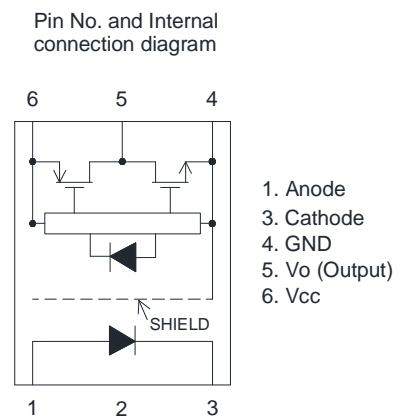 Pin No. and Internal
connection diagram
6 5 4
SHIELD
1 2 3
1. Anode
3. Cathode
4. GND
5. Vo (Output)
6. Vcc